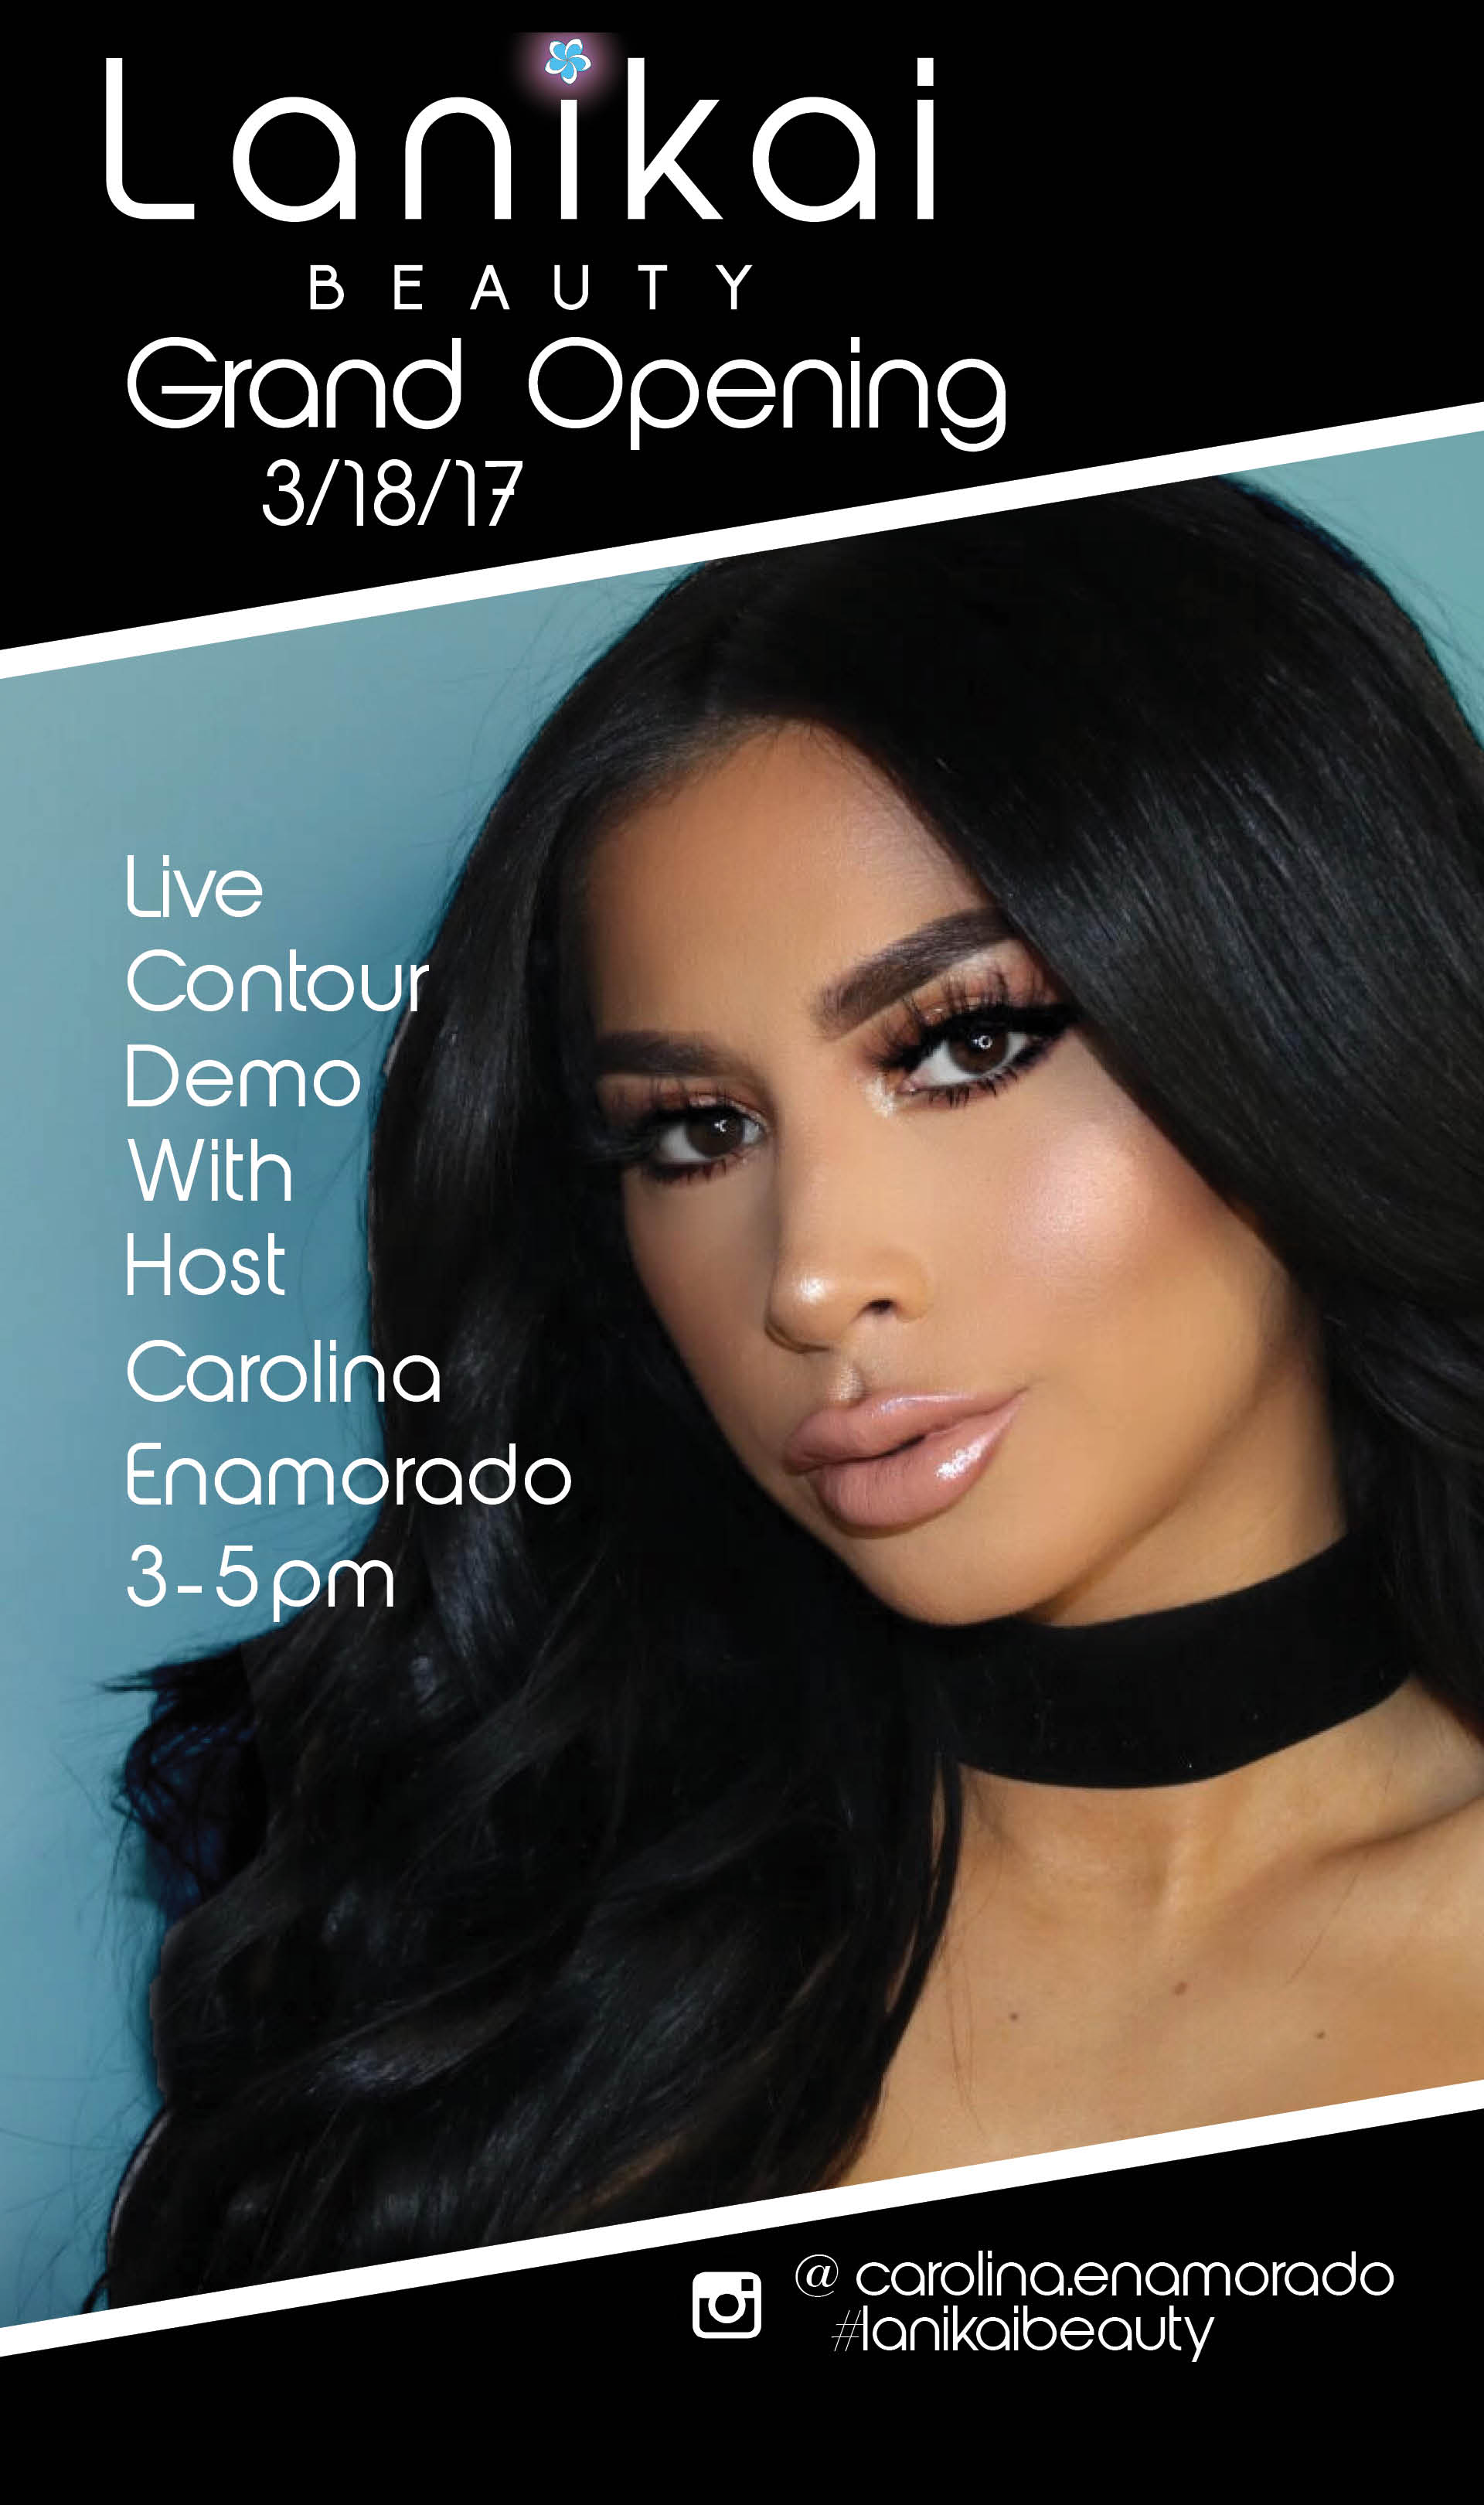 Lanikai
BEAUTY
Grand Opening
3/18/17
Live
Contour
Demo
With
Host
Carolina
Enamorado
3-5pm
@ carolina.enamorado
#lanikaibeauty